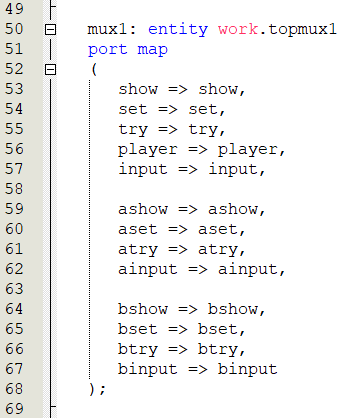 49
50 mux1: entity work.topmux1
51 port map
52 (
53 show => show,
54 set => set,
55 try => try,
56 player => player,
57 input => input,
58
59 ashow => ashow,
60 aset => aset,
61 atry => atry,
62 ainput => ainput,
63
64 bshow => bshow,
65 bset => bset,
66 btry => btry,
67 binput => binput
68 );
69